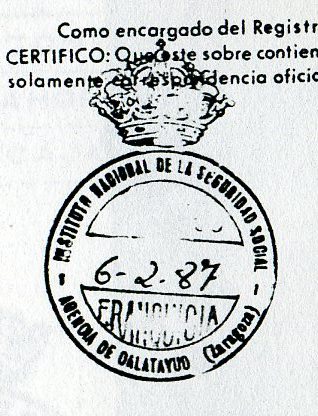 Como encargado del Registr
CERTIFICO: Que este sobre contien
solamente correspondencia oficia
INSTITUTO NACIONAL DE LA SEGURIDAD SOCIAL
6-2.87
FRANQUICIA
AGENCIA DE CALATAYUD (Zaragoza)